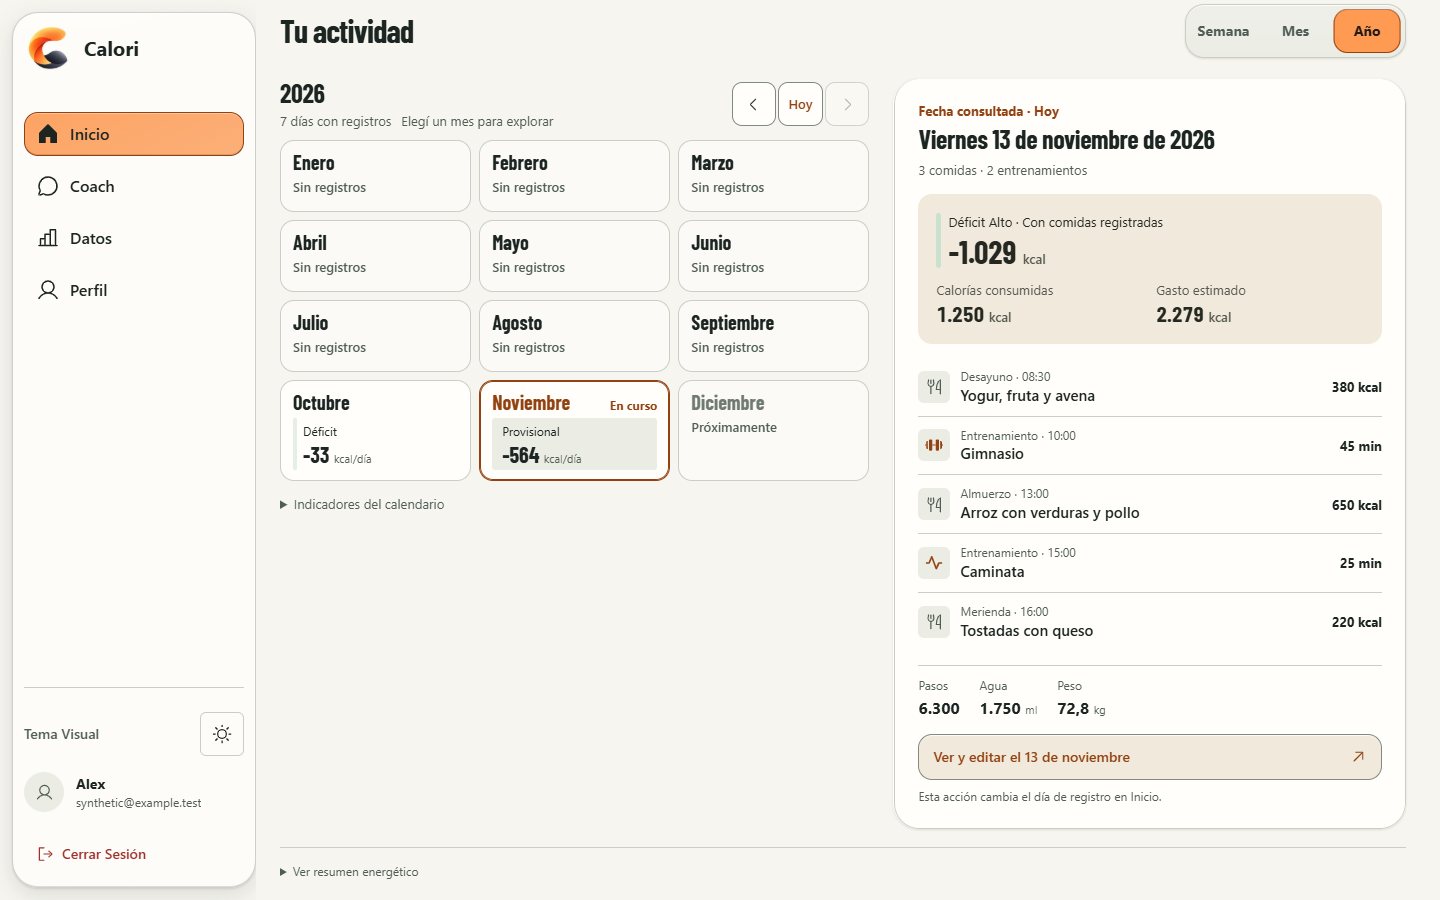 Calori
Inicio
Coach
Datos
Perfil
Tema Visual
Alex
synthetic@example.test
Cerrar Sesión
Tu actividad
Semana Mes Año
2026
7 días con registros Elegí un mes para explorar
Hoy
Enero
Sin registros
Febrero
Sin registros
Marzo
Sin registros
Abril
Sin registros
Mayo
Sin registros
Junio
Sin registros
Julio
Sin registros
Agosto
Sin registros
Septiembre
Sin registros
Octubre
Déficit
-33 kcal/día
Noviembre En curso
Provisional
-564 kcal/día
Diciembre
Próximamente
Indicadores del calendario
Fecha consultada · Hoy
Viernes 13 de noviembre de 2026
3 comidas · 2 entrenamientos
Déficit Alto · Con comidas registradas
-1.029 kcal
Calorías consumidas
1.250 kcal
Gasto estimado
2.279 kcal
Desayuno · 08:30
Yogur, fruta y avena
380 kcal
Entrenamiento · 10:00
Gimnasio
45 min
Almuerzo · 13:00
Arroz con verduras y pollo
650 kcal
Entrenamiento · 15:00
Caminata
25 min
Merienda · 16:00
Tostadas con queso
220 kcal
Pasos
6.300
Agua
1.750 ml
Peso
72,8 kg
Ver y editar el 13 de noviembre
Esta acción cambia el día de registro en Inicio.
Ver resumen energético